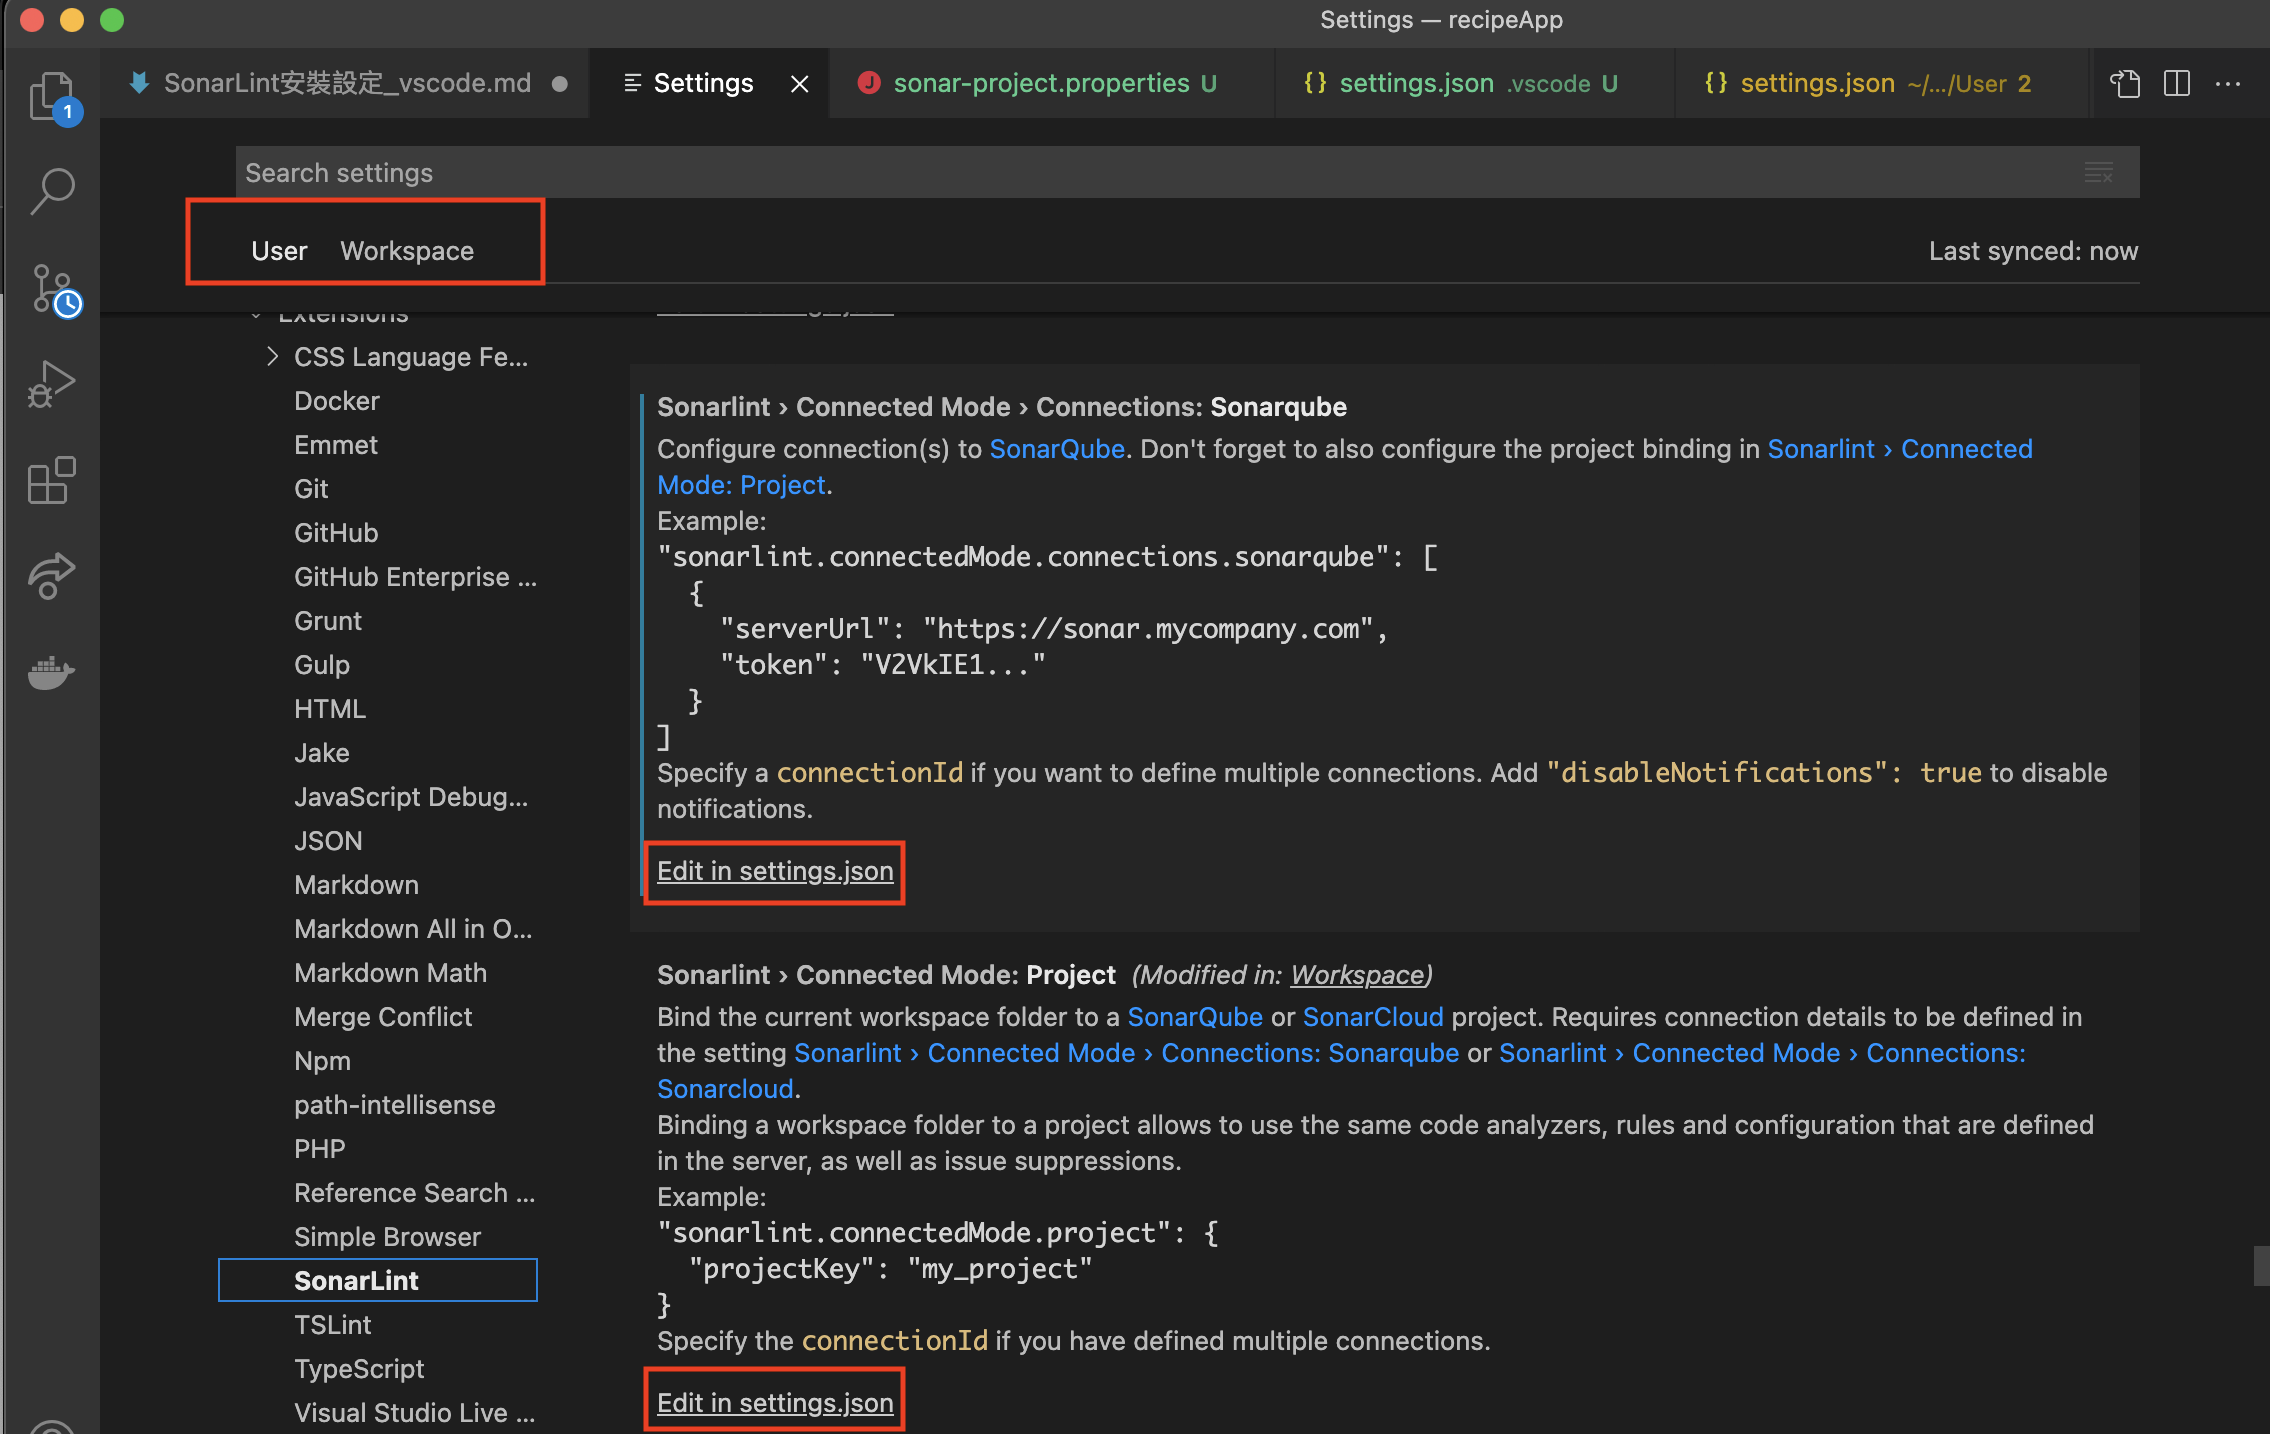 Settings — recipeApp
SonarLint安裝設定_vscode.md
Settings
sonar-project.properties U
{} settings.json .vscode U
{} settings.json ~/.../User 2
1
Search settings
User Workspace
Last synced: now
Extensions
CSS Language Fe...
Docker
Emmet
Git
GitHub
GitHub Enterprise ...
Grunt
Gulp
HTML
Jake
JavaScript Debug...
JSON
Markdown
Markdown All in O...
Markdown Math
Merge Conflict
Npm
path-intellisense
PHP
Reference Search ...
Simple Browser
SonarLint
TSLint
TypeScript
Visual Studio Live ...
Sonarlint › Connected Mode › Connections: Sonarqube
Configure connection(s) to SonarQube. Don't forget to also configure the project binding in Sonarlint › Connected
Mode: Project.
Example:
"sonarlint.connectedMode.connections.sonarqube": [
{
"serverUrl": "https://sonar.mycompany.com",
"token": "V2VkIE1..."
}
]
Specify a connectionId if you want to define multiple connections. Add "disableNotifications": true to disable
notifications.
Edit in settings.json
Sonarlint › Connected Mode: Project (Modified in: Workspace)
Bind the current workspace folder to a SonarQube or SonarCloud project. Requires connection details to be defined in
the setting Sonarlint › Connected Mode › Connections: Sonarqube or Sonarlint › Connected Mode › Connections:
Sonarcloud.
Binding a workspace folder to a project allows to use the same code analyzers, rules and configuration that are defined
in the server, as well as issue suppressions.
Example:
"sonarlint.connectedMode.project": {
"projectKey": "my_project"
}
Specify the connectionId if you have defined multiple connections.
Edit in settings.json